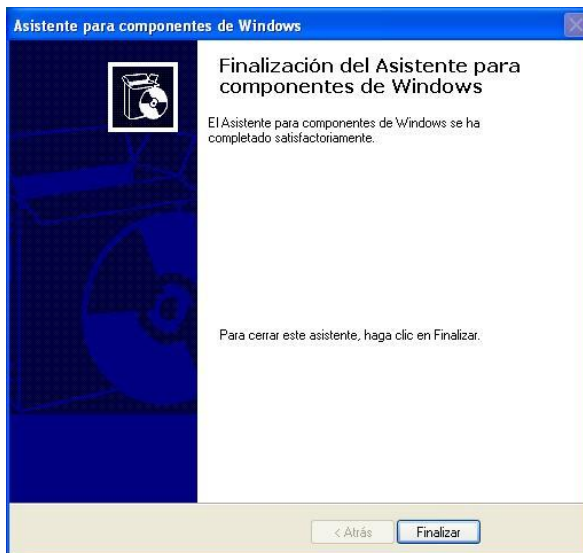 Asistente para componentes de Windows
Finalización del Asistente para
componentes de Windows
El Asistente para componentes de Windows se ha
completado satisfactoriamente.
Para cerrar este asistente, haga clic en Finalizar.
< Atrás
Finalizar